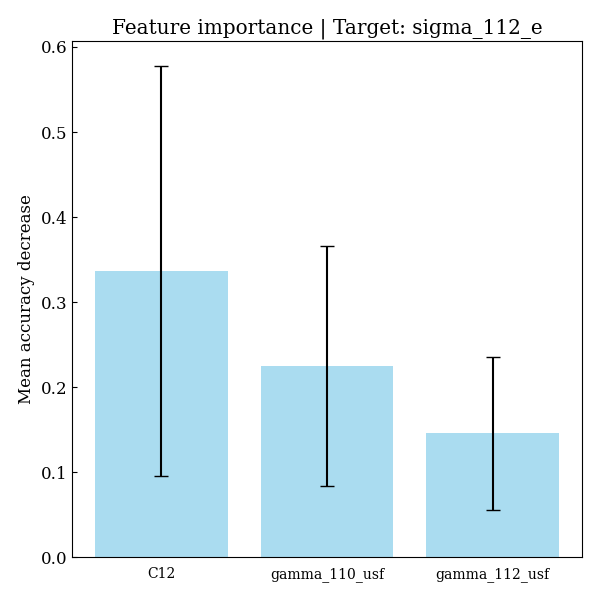 Feature importance | Target: sigma_112_e
Mean accuracy decrease
0.6
0.5
0.4
0.3
0.2
0.1
0.0
C12
gamma_110_usf
gamma_112_usf